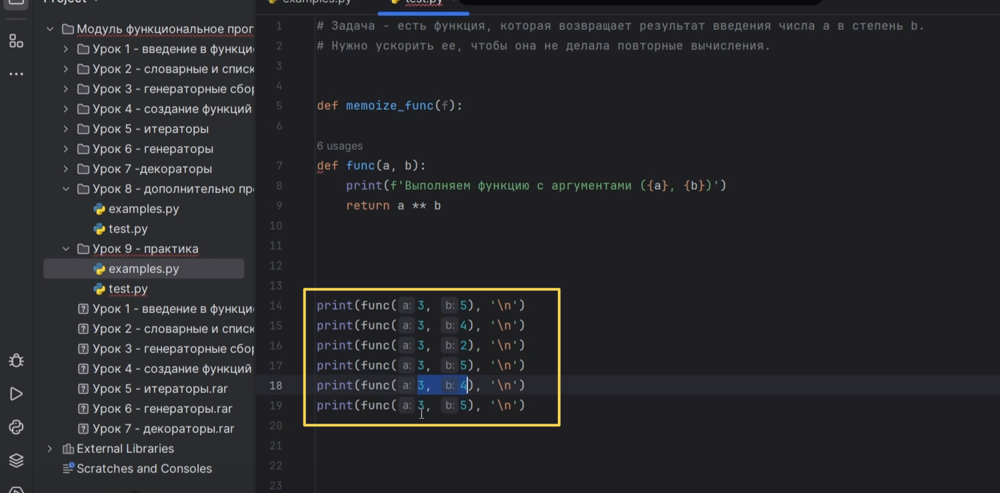 Project
examples.py
test.py
Модуль функциональное прог
Урок 1 - введение в функци
Урок 2 - словарные и списк
Урок 3 - генераторные сбор
Урок 4 - создание функций
Урок 5 - итераторы
Урок 6 - генераторы
Урок 7 -декораторы
Урок 8 - дополнительно пр
examples.py
test.py
Урок 9 - практика
examples.py
test.py
Урок 1 - введение в функци
Урок 2 - словарные и списк
Урок 3 - генераторные сбор
Урок 4 - создание функций
Урок 5 - итераторы.rar
Урок 6 - генераторы.rar
Урок 7 - декораторы.rar
External Libraries
Scratches and Consoles
1 # Задача - есть функция, которая возвращает результат введения числа a в степень b.
2 # Нужно ускорить ее, чтобы она не делала повторные вычисления.
3
4
5 def memoize_func(f):
6
6 usages
7 def func(a, b):
8 print(f'Выполняем функцию с аргументами ({a}, {b})')
9 return a ** b
10
11
12
13
14 print(func( a: 3, b: 5), '\n')
15 print(func( a: 3, b: 4), '\n')
16 print(func( a: 3, b: 2), '\n')
17 print(func( a: 3, b: 5), '\n')
18 print(func( a: 3, b: 4), '\n')
19 print(func( a: 3, b: 5), '\n')
20
21
22
23